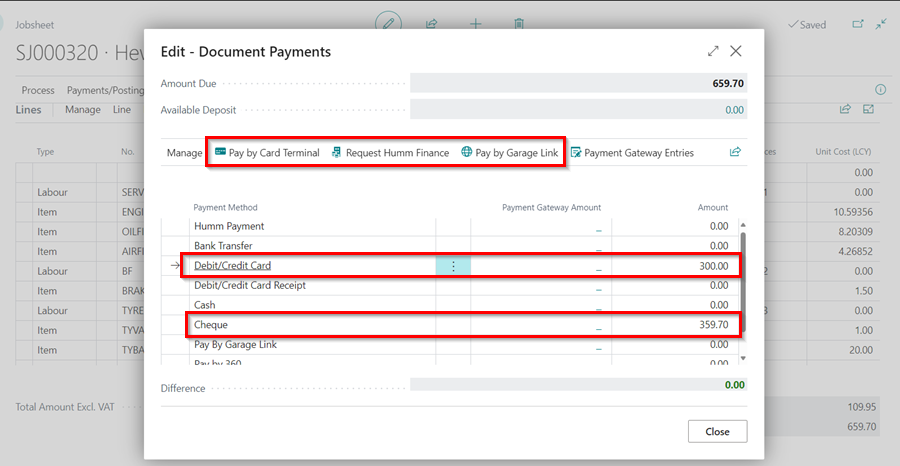 Jobsheet
Saved
SJ000320 · Hew
Process Payments/Posting
Lines Manage Line
Type No. Unit Cost (LCY)
0.00
Labour SERV
Item ENGI 10.59356
Item OILFI 8.20309
Item AIRFI 4.26852
Labour BF 0.00
Item BRAK 1.50
Labour TYRE 0.00
Item TYVA 1.00
Item TYBA 20.00
Total Amount Excl. VAT 109.95
659.70
Edit - Document Payments
Amount Due 659.70
Available Deposit 0.00
Manage Pay by Card Terminal Request Humm Finance Pay by Garage Link Payment Gateway Entries
Payment Method Payment Gateway Amount Amount
Humm Payment _ 0.00
Bank Transfer _ 0.00
Debit/Credit Card _ 300.00
Debit/Credit Card Receipt _ 0.00
Cash _ 0.00
Cheque _ 359.70
Pay By Garage Link _ 0.00
Pay by 360 0.00
Difference 0.00
Close